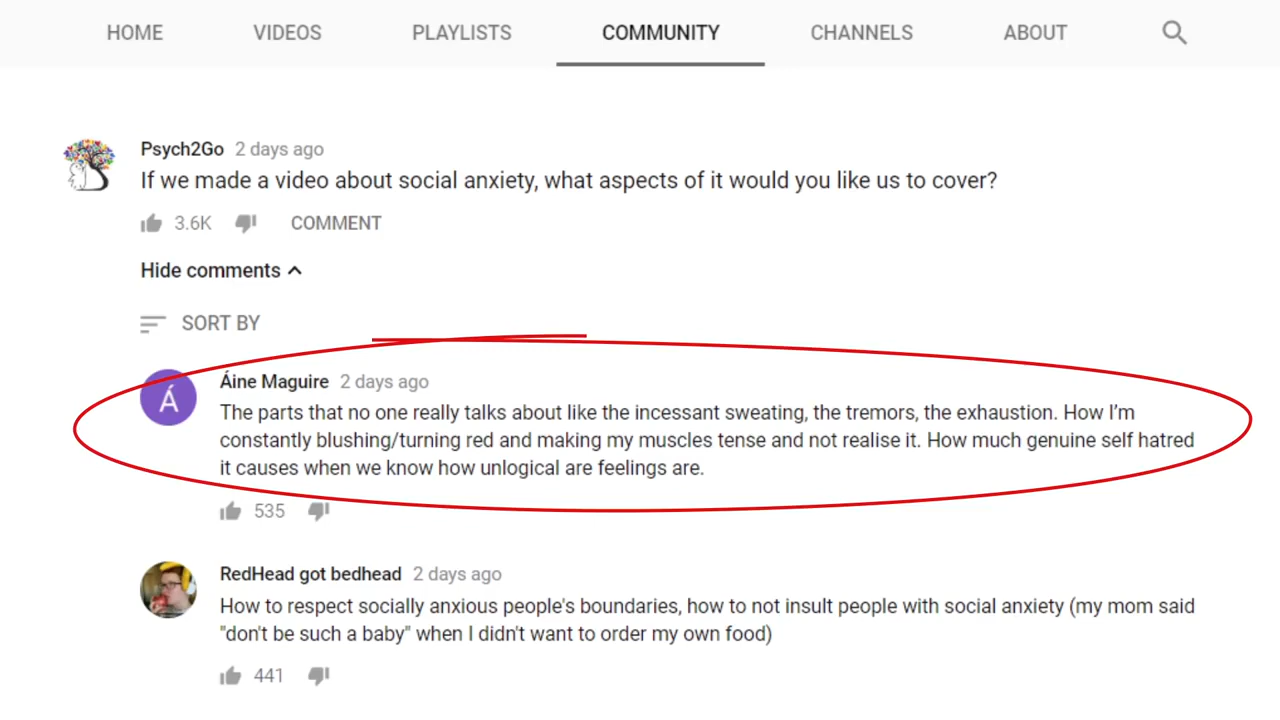 HOME VIDEOS PLAYLISTS COMMUNITY CHANNELS ABOUT
Psych2Go 2 days ago
If we made a video about social anxiety, what aspects of it would you like us to cover?
3.6K COMMENT
Hide comments
SORT BY
Á
Áine Maguire 2 days ago
The parts that no one really talks about like the incessant sweating, the tremors, the exhaustion. How I'm
constantly blushing/turning red and making my muscles tense and not realise it. How much genuine self hatred
it causes when we know how unlogical are feelings are.
535
RedHead got bedhead 2 days ago
How to respect socially anxious people's boundaries, how to not insult people with social anxiety (my mom said
"don't be such a baby" when I didn't want to order my own food)
441